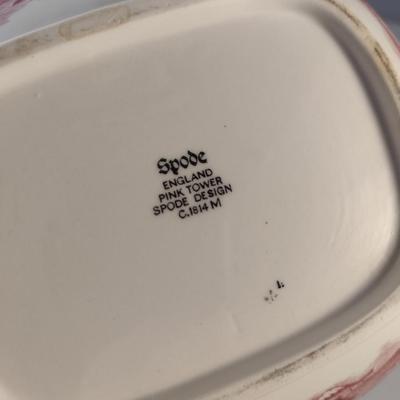 Spode
ENGLAND
PINK TOWER
SPODE DESIGN
C.1814 M